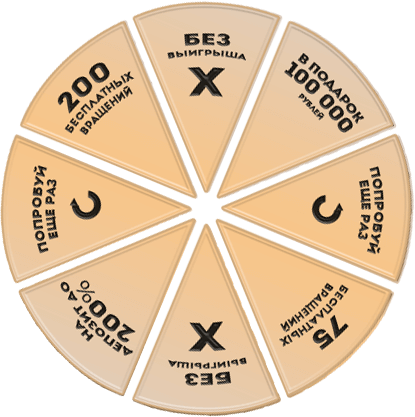 БЕЗ
ВЫИГРЫША
X
В ПОДАРОК
100 000
РУБЛЕЙ
ПОПРОБУЙ
ЕЩЕ РАЗ
75
БЕСПЛАТНЫХ
ВРАЩЕНИЙ
БЕЗ
ВЫИГРЫША
X
НА
ДЕПОЗИТ ДО
200%
ПОПРОБУЙ
ЕЩЕ РАЗ
200
БЕСПЛАТНЫХ
ВРАЩЕНИЙ